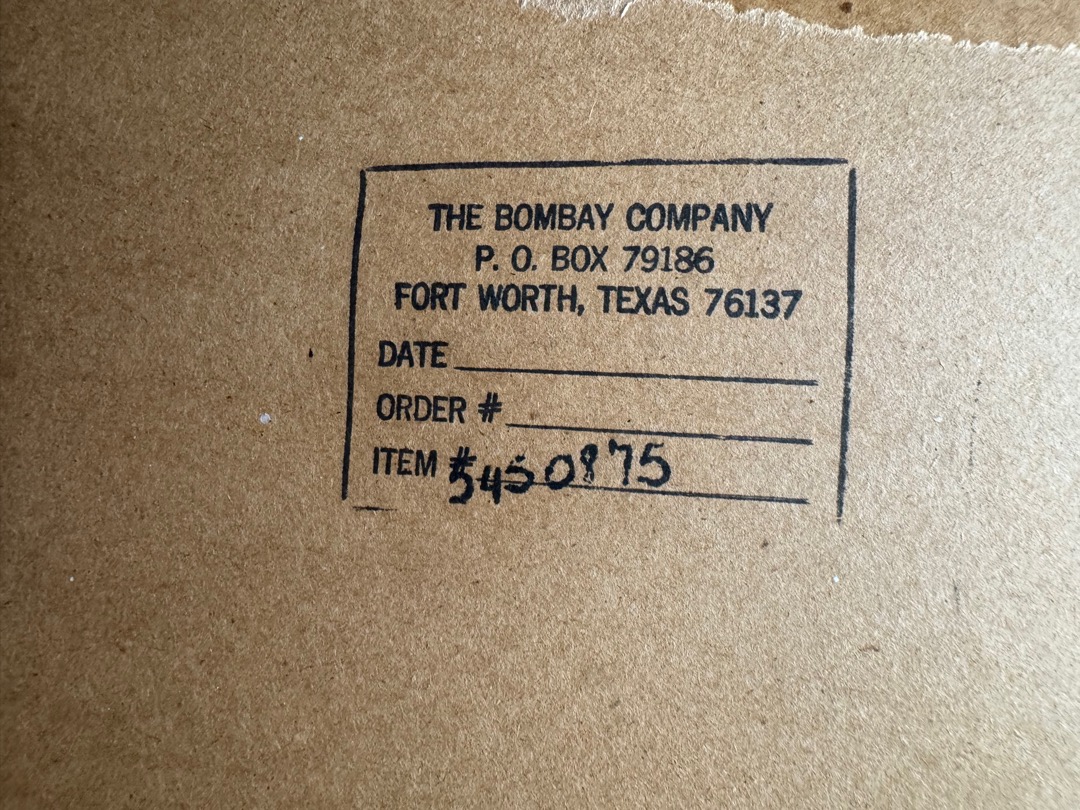 THE BOMBAY COMPANY
P. O. BOX 79186
FORT WORTH, TEXAS 76137
DATE
ORDER #
ITEM # 5450875